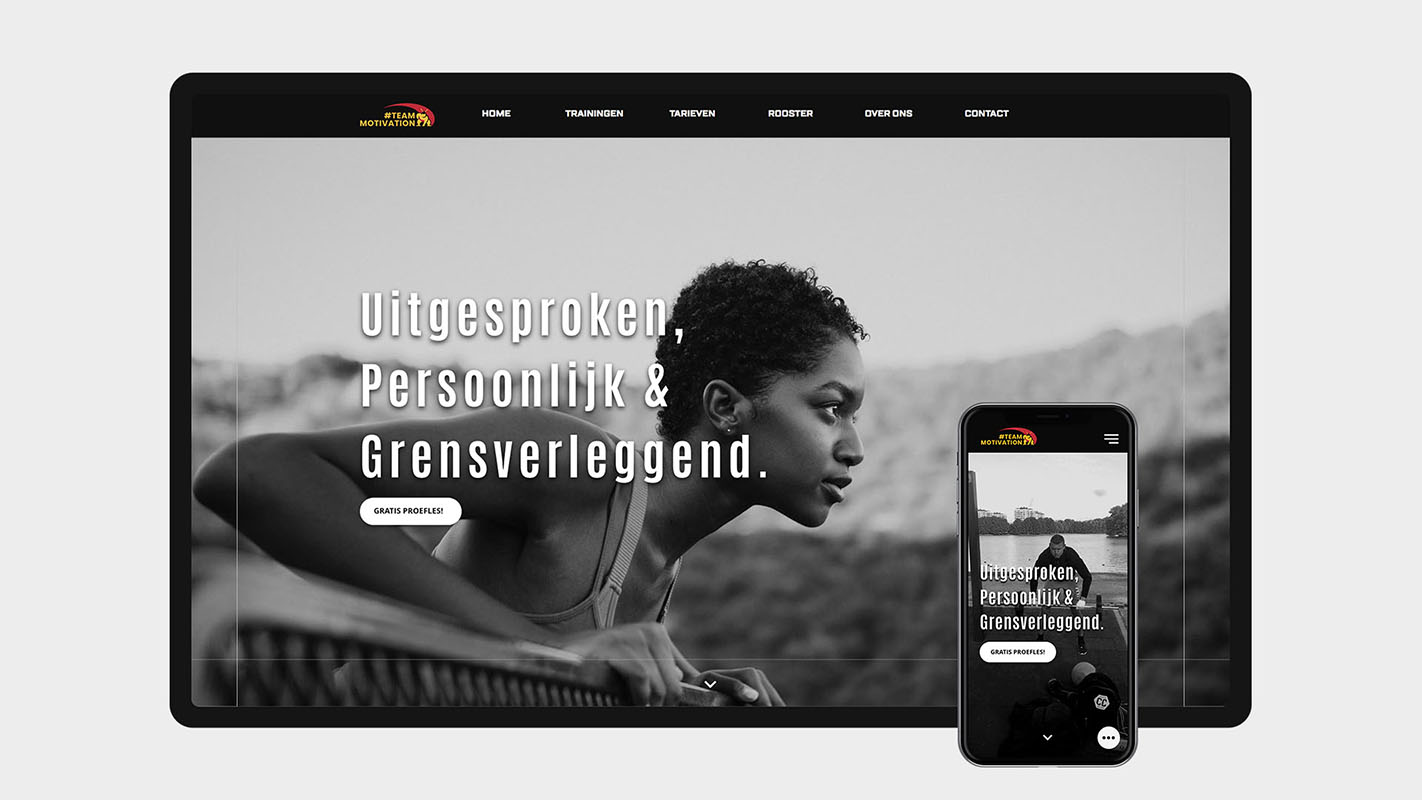 #TEAM
MOTIVATION
HOME TRAININGEN TARIEVEN ROOSTER OVER ONS CONTACT
Uitgesproken,
Persoonlijk &
Grensverleggend.
GRATIS PROEFLES!
#TEAM
MOTIVATION
Uitgesproken,
Persoonlijk &
Grensverleggend.
GRATIS PROEFLES!
CC